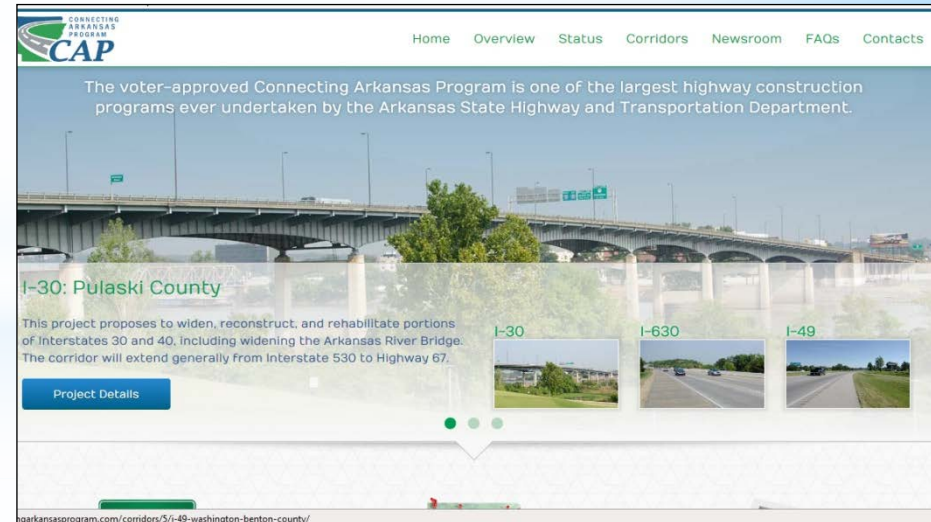 CONNECTING
ARKANSAS
PROGRAM
CAP
Home Overview Status Corridors Newsroom FAQs Contacts
The voter-approved Connecting Arkansas Program is one of the largest highway construction
programs ever undertaken by the Arkansas State Highway and Transportation Department.
I-30: Pulaski County
This project proposes to widen, reconstruct, and rehabilitate portions
of Interstates 30 and 40, including widening the Arkansas River Bridge.
The corridor will extend generally from Interstate 530 to Highway 67.
Project Details
I-30 I-630 I-49
ngarkansasprogram.com/corridors/5/i-49-washington-benton-county/